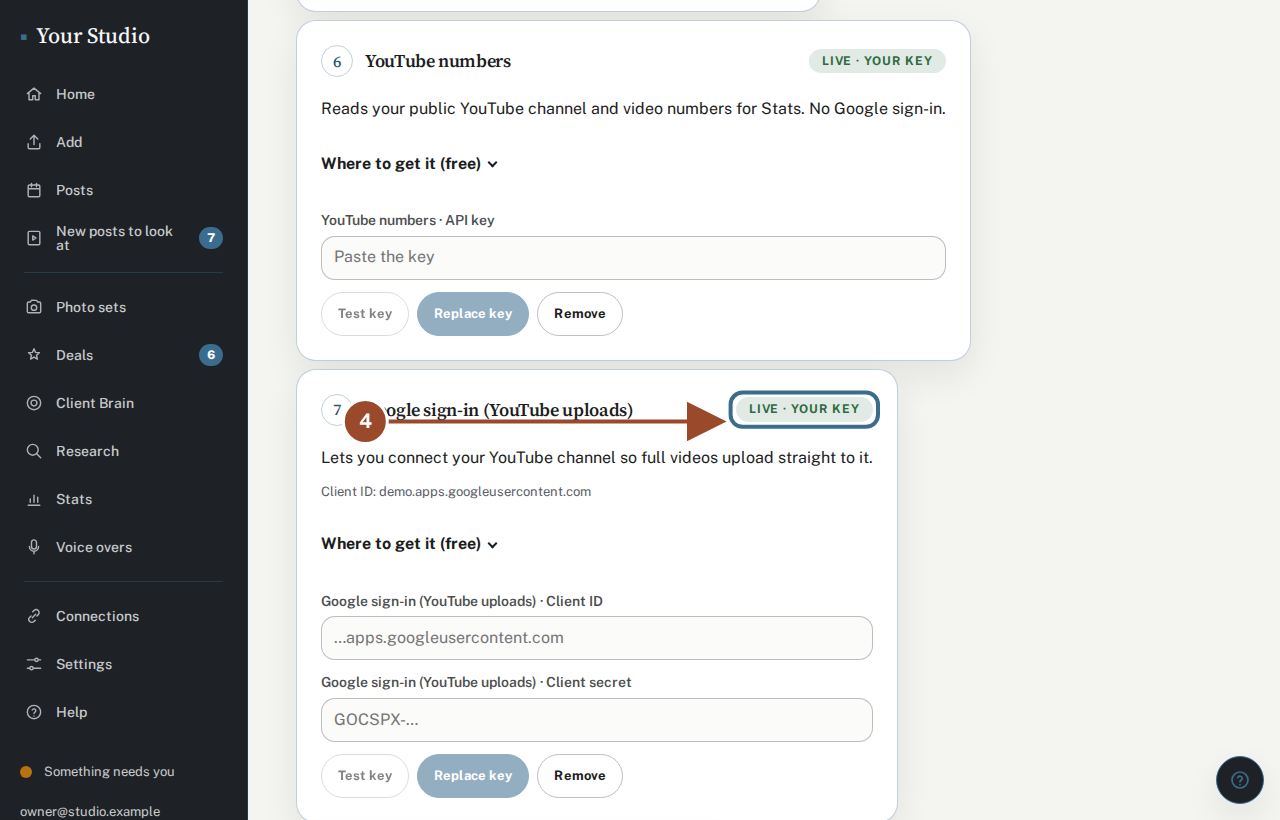 Your Studio
Home
Add
Posts
New posts to look
at
7
Photo sets
Deals
6
Client Brain
Research
Stats
Voice overs
Connections
Settings
Help
Something needs you
owner@studio.example
6
YouTube numbers
LIVE · YOUR KEY
Reads your public YouTube channel and video numbers for Stats. No Google sign-in.
Where to get it (free)
YouTube numbers · API key
Paste the key
Test key
Replace key
Remove
7
4
ogle sign-in (YouTube uploads)
LIVE · YOUR KEY
Lets you connect your YouTube channel so full videos upload straight to it.
Client ID: demo.apps.googleusercontent.com
Where to get it (free)
Google sign-in (YouTube uploads) · Client ID
...apps.googleusercontent.com
Google sign-in (YouTube uploads) · Client secret
GOCSPX-...
Test key
Replace key
Remove